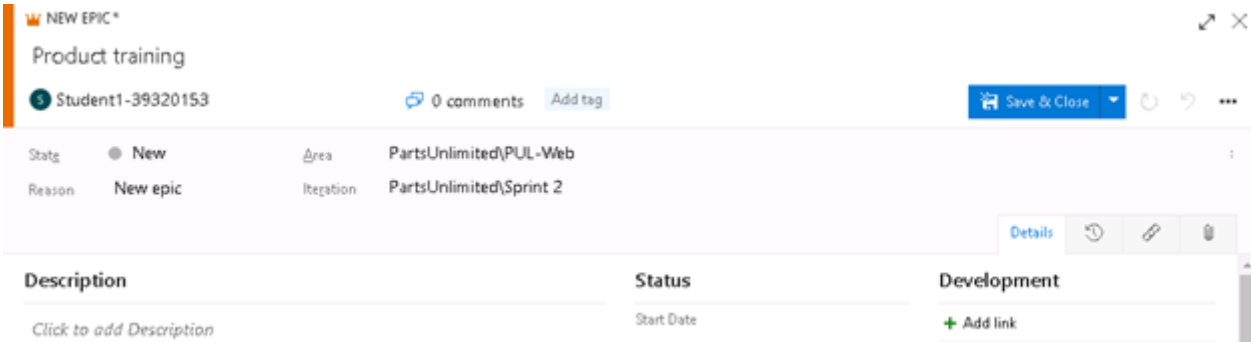 NEW EPIC *
Product training
S Student1-39320153 0 comments Add tag Save & Close
State New Area PartsUnlimited\PUL-Web
Reason New epic Iteration PartsUnlimited\Sprint 2
Details
Description Status Development
Click to add Description Start Date + Add link